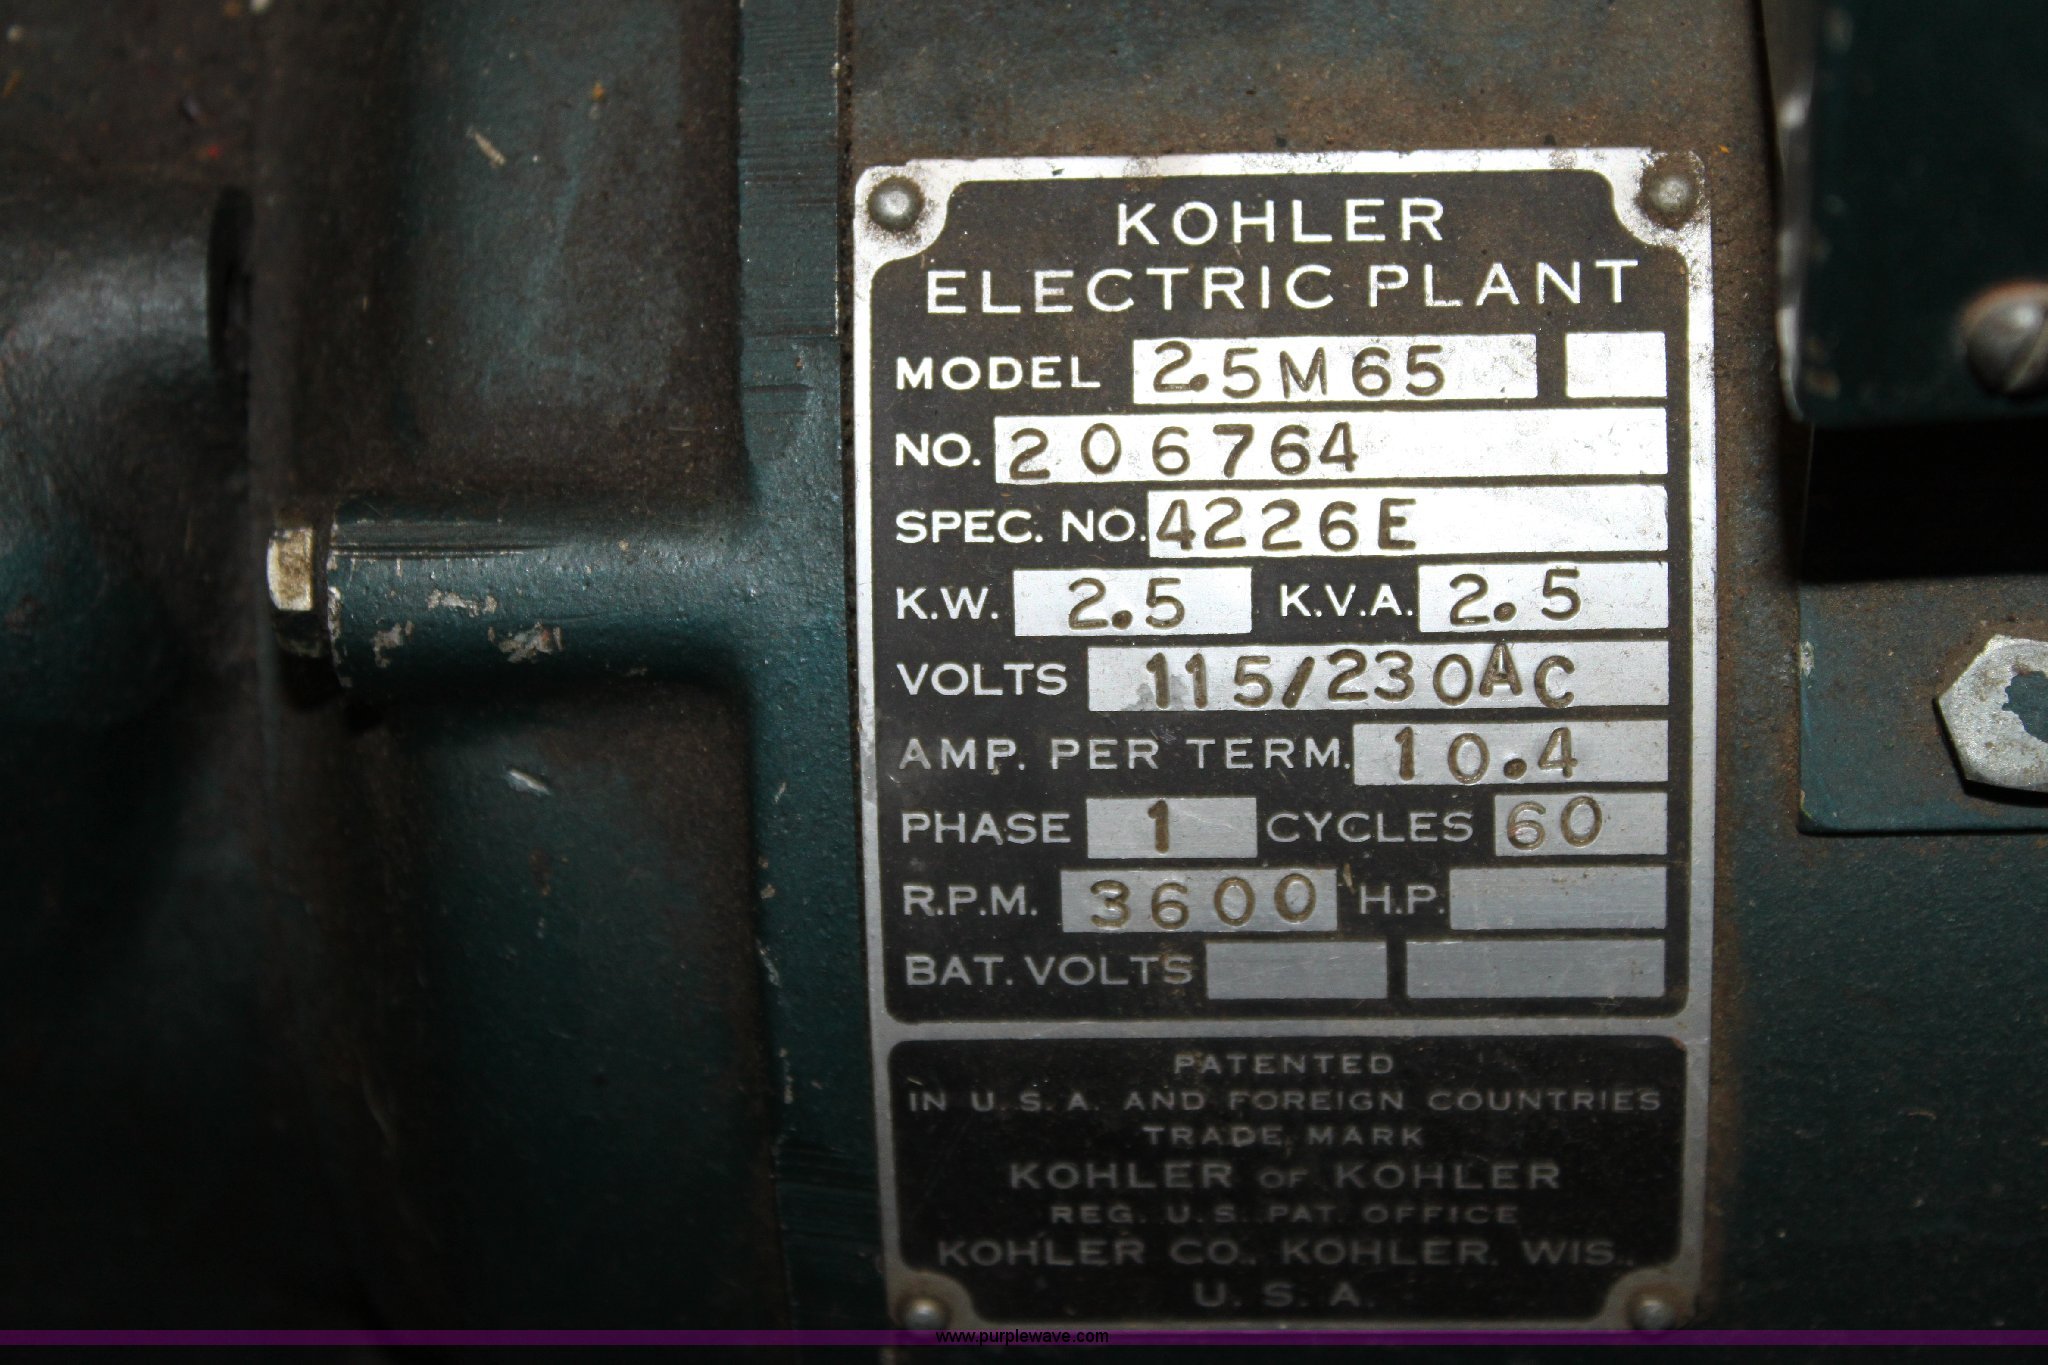 KOHLER
ELECTRIC PLANT
MODEL 2.5M65
NO. 206764
SPEC. NO. 4226E
K.W. 2.5 K.V.A. 2.5
VOLTS 115/230AC
AMP. PER TERM. 10.4
PHASE 1 CYCLES 60
R.P.M. 3600 H.P.
BAT. VOLTS
PATENTED
IN U.S.A. AND FOREIGN COUNTRIES
TRADE MARK
KOHLER OF KOHLER
REG. U.S. PAT. OFFICE
KOHLER CO., KOHLER, WIS.,
U.S.A.
www.purplewave.com